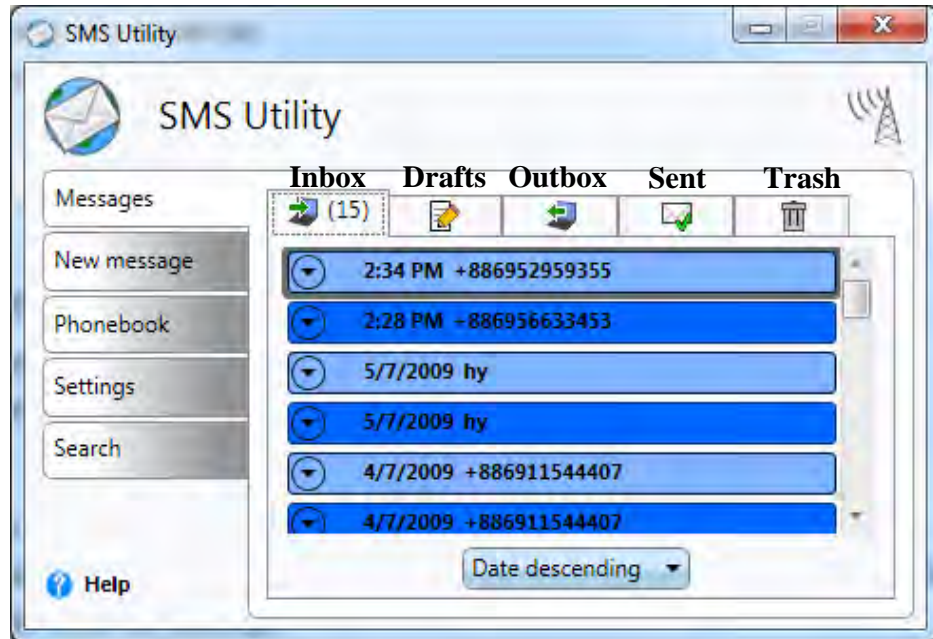 SMS Utility
SMS Utility
Inbox Drafts Outbox Sent Trash
(15)
Messages
New message
Phonebook
Settings
Search
Help
2:34 PM +886952959355
2:28 PM +886956633453
5/7/2009 hy
5/7/2009 hy
4/7/2009 +886911544407
4/7/2009 +886911544407
Date descending